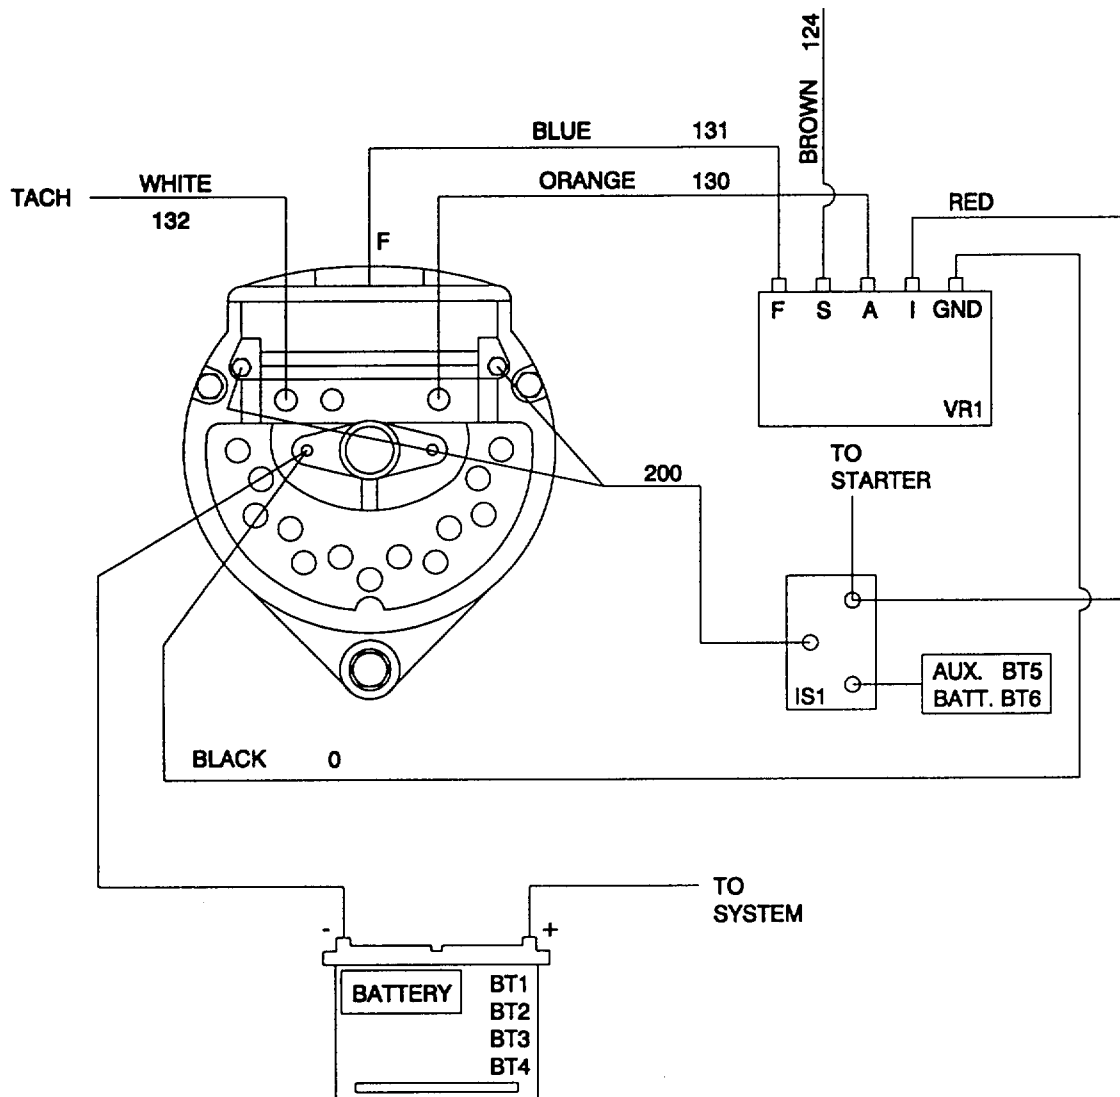 BROWN 124
BLUE 131
ORANGE 130
WHITE
TACH
132
RED
F
F S A I GND
VR1
TO
STARTER
200
AUX. BT5
BATT. BT6
IS1
BLACK 0
TO
SYSTEM
- +
BATTERY
BT1
BT2
BT3
BT4